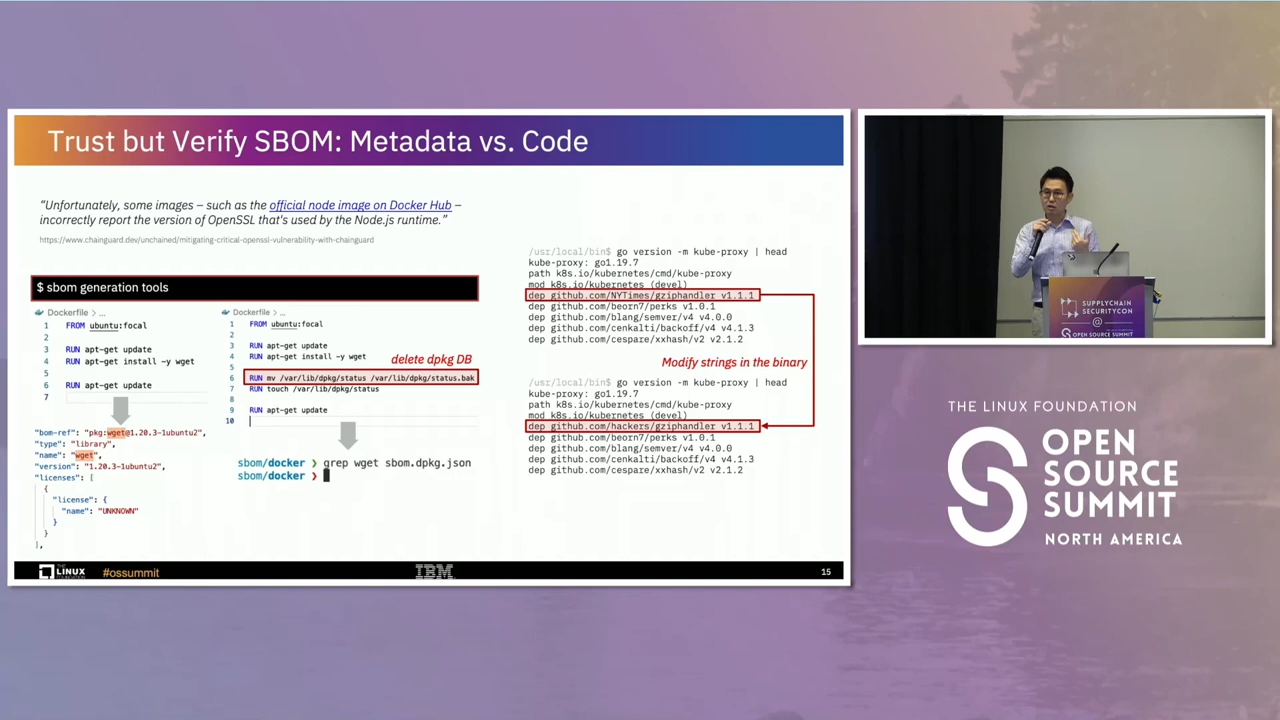 Trust but Verify SBOM: Metadata vs. Code
“Unfortunately, some images – such as the official node image on Docker Hub –
incorrectly report the version of OpenSSL that's used by the Node.js runtime.”
https://www.chainguard.dev/unchained/mitigating-critical-openssl-vulnerability-with-chainguard
$ sbom generation tools
Dockerfile > ...
1 FROM ubuntu:focal
2
3 RUN apt-get update
4 RUN apt-get install -y wget
5
6 RUN apt-get update
7
"bom-ref": "pkg:wget@1.20.3-1ubuntu2",
"type": "library",
"name": "wget",
"version": "1.20.3-1ubuntu2",
"licenses": [
{
"license": {
"name": "UNKNOWN"
}
}
],
Dockerfile > ...
1 FROM ubuntu:focal
2
3 RUN apt-get update
4 RUN apt-get install -y wget
5
delete dpkg DB
6 RUN mv /var/lib/dpkg/status /var/lib/dpkg/status.bak
7 RUN touch /var/lib/dpkg/status
8
9 RUN apt-get update
10
sbom/docker ❯ grep wget sbom.dpkg.json
sbom/docker ❯
/usr/local/bin$ go version -m kube-proxy | head
kube-proxy: go1.19.7
path k8s.io/kubernetes/cmd/kube-proxy
mod k8s.io/kubernetes (devel)
dep github.com/NYTimes/gziphandler v1.1.1
dep github.com/beorn7/perks v1.0.1
dep github.com/blang/semver/v4 v4.0.0
dep github.com/cenkalti/backoff/v4 v4.1.3
dep github.com/cespare/xxhash/v2 v2.1.2
Modify strings in the binary
/usr/local/bin$ go version -m kube-proxy | head
kube-proxy: go1.19.7
path k8s.io/kubernetes/cmd/kube-proxy
mod k8s.io/kubernetes (devel)
dep github.com/hackers/gziphandler v1.1.1
dep github.com/beorn7/perks v1.0.1
dep github.com/blang/semver/v4 v4.0.0
dep github.com/cenkalti/backoff/v4 v4.1.3
dep github.com/cespare/xxhash/v2 v2.1.2
THE LINUX FOUNDATION
#ossummit
IBM
15
SUPPLYCHAIN
SECURITYCON
@
OPEN SOURCE SUMMIT
THE LINUX FOUNDATION
OPEN
SOURCE
SUMMIT
NORTH AMERICA